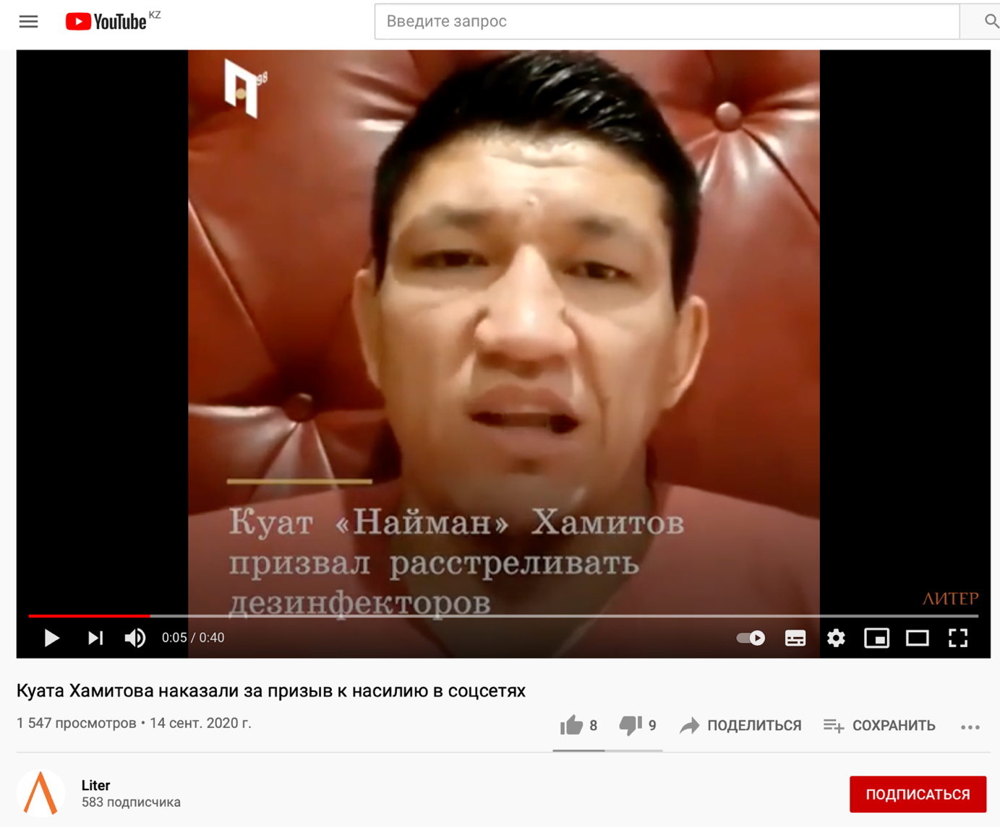 YouTube KZ
Введите запрос
98
Куат «Найман» Хамитов
призвал расстреливать
дезинфекторов
ЛИТЕР
0:05 / 0:40
Куата Хамитова наказали за призыв к насилию в соцсетях
1 547 просмотров • 14 сент. 2020 г.
8 9 ПОДЕЛИТЬСЯ СОХРАНИТЬ
Liter
583 подписчика
ПОДПИСАТЬСЯ